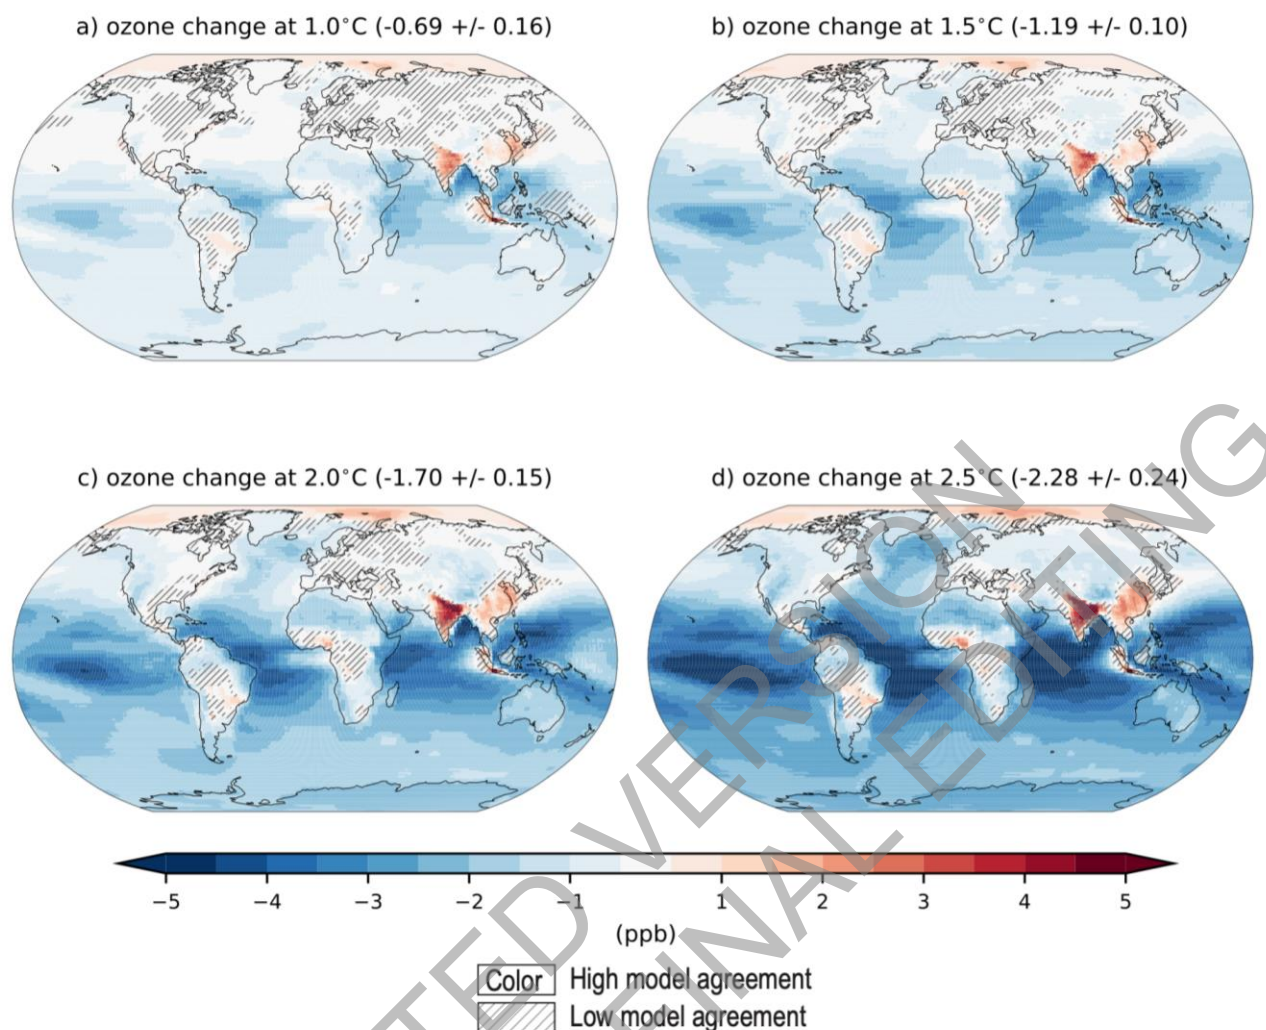 a) ozone change at 1.0°C (-0.69 +/- 0.16)
b) ozone change at 1.5°C (-1.19 +/- 0.10)
c) ozone change at 2.0°C (-1.70 +/- 0.15)
d) ozone change at 2.5°C (-2.28 +/- 0.24)
−5 −4 −3 −2 −1 1 2 3 4 5
(ppb)
Color High model agreement
Low model agreement
TED VERSION
FINAL EDITING